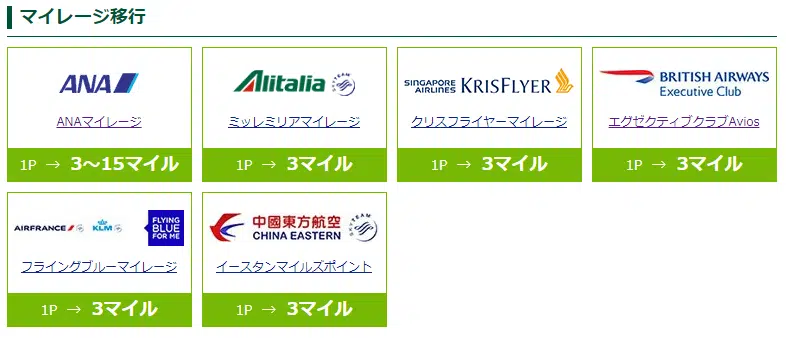 マイレージ移行
ANA
ANAマイレージ
1P → 3~15マイル
Alitalia
SKYTEAM
ミッレミリアマイレージ
1P → 3マイル
SINGAPORE AIRLINES KRISFLYER
クリスフライヤーマイレージ
1P → 3マイル
BRITISH AIRWAYS
Executive Club
エグゼクティブクラブAvios
1P → 3マイル
AIRFRANCE KLM
FLYING
BLUE
FOR ME
フライングブルーマイレージ
1P → 3マイル
中國東方航空
CHINA EASTERN
SKYTEAM
イースタンマイルズポイント
1P → 3マイル